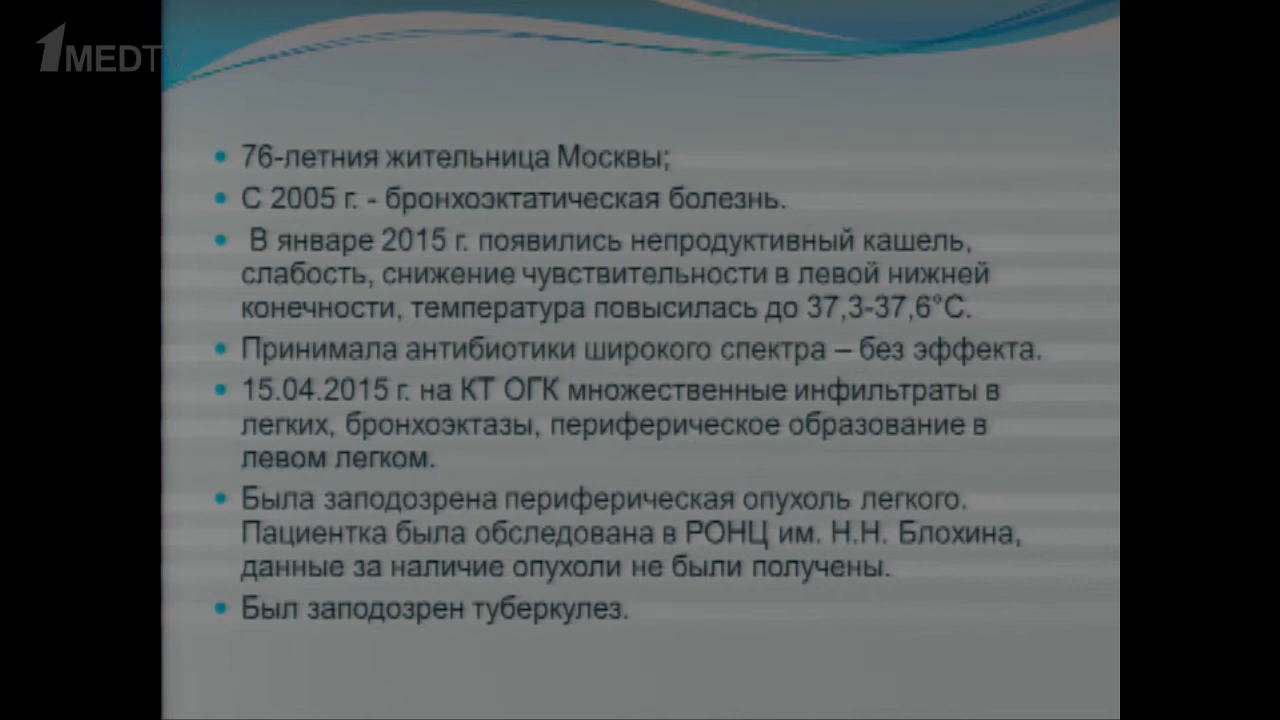 1MEDTV
76-летния жительница Москвы;
С 2005 г. - бронхоэктатическая болезнь.
В январе 2015 г. появились непродуктивный кашель,
слабость, снижение чувствительности в левой нижней
конечности, температура повысилась до 37,3-37,6°С.
Принимала антибиотики широкого спектра – без эффекта.
15.04.2015 г. на КТ ОГК множественные инфильтраты в
легких, бронхоэктазы, периферическое образование в
левом легком.
Была заподозрена периферическая опухоль легкого.
Пациентка была обследована в РОНЦ им. Н.Н. Блохина,
данные за наличие опухоли не были получены.
Был заподозрен туберкулез.